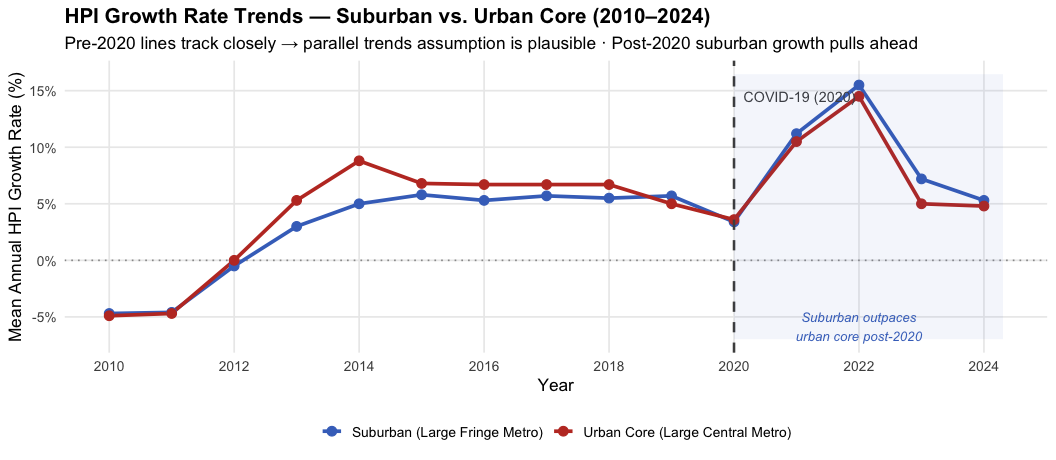 HPI Growth Rate Trends — Suburban vs. Urban Core (2010–2024)
Pre-2020 lines track closely → parallel trends assumption is plausible · Post-2020 suburban growth pulls ahead
Mean Annual HPI Growth Rate (%)
15%
10%
5%
0%
-5%
COVID-19 (2020)
Suburban outpaces
urban core post-2020
2010 2012 2014 2016 2018 2020 2022 2024
Year
Suburban (Large Fringe Metro) Urban Core (Large Central Metro)